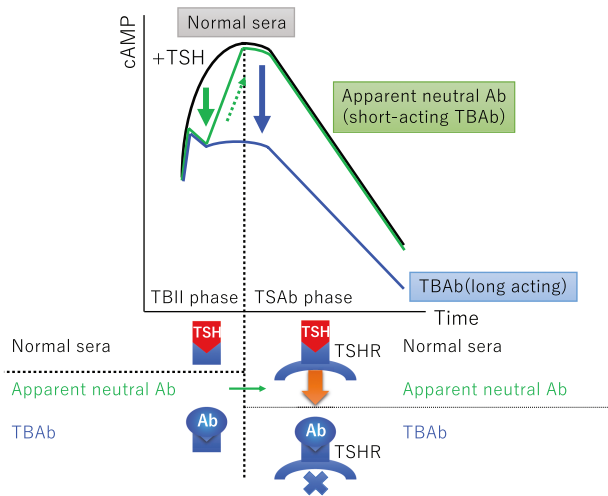 Normal sera
cAMP
+TSH
Apparent neutral Ab
(short-acting TBAb)
TBAb(long acting)
TBII phase
TSAb phase
Time
Normal sera
TSH
TSH
TSHR
Normal sera
Apparent neutral Ab
Apparent neutral Ab
TBAb
Ab
Ab
TSHR
TBAb